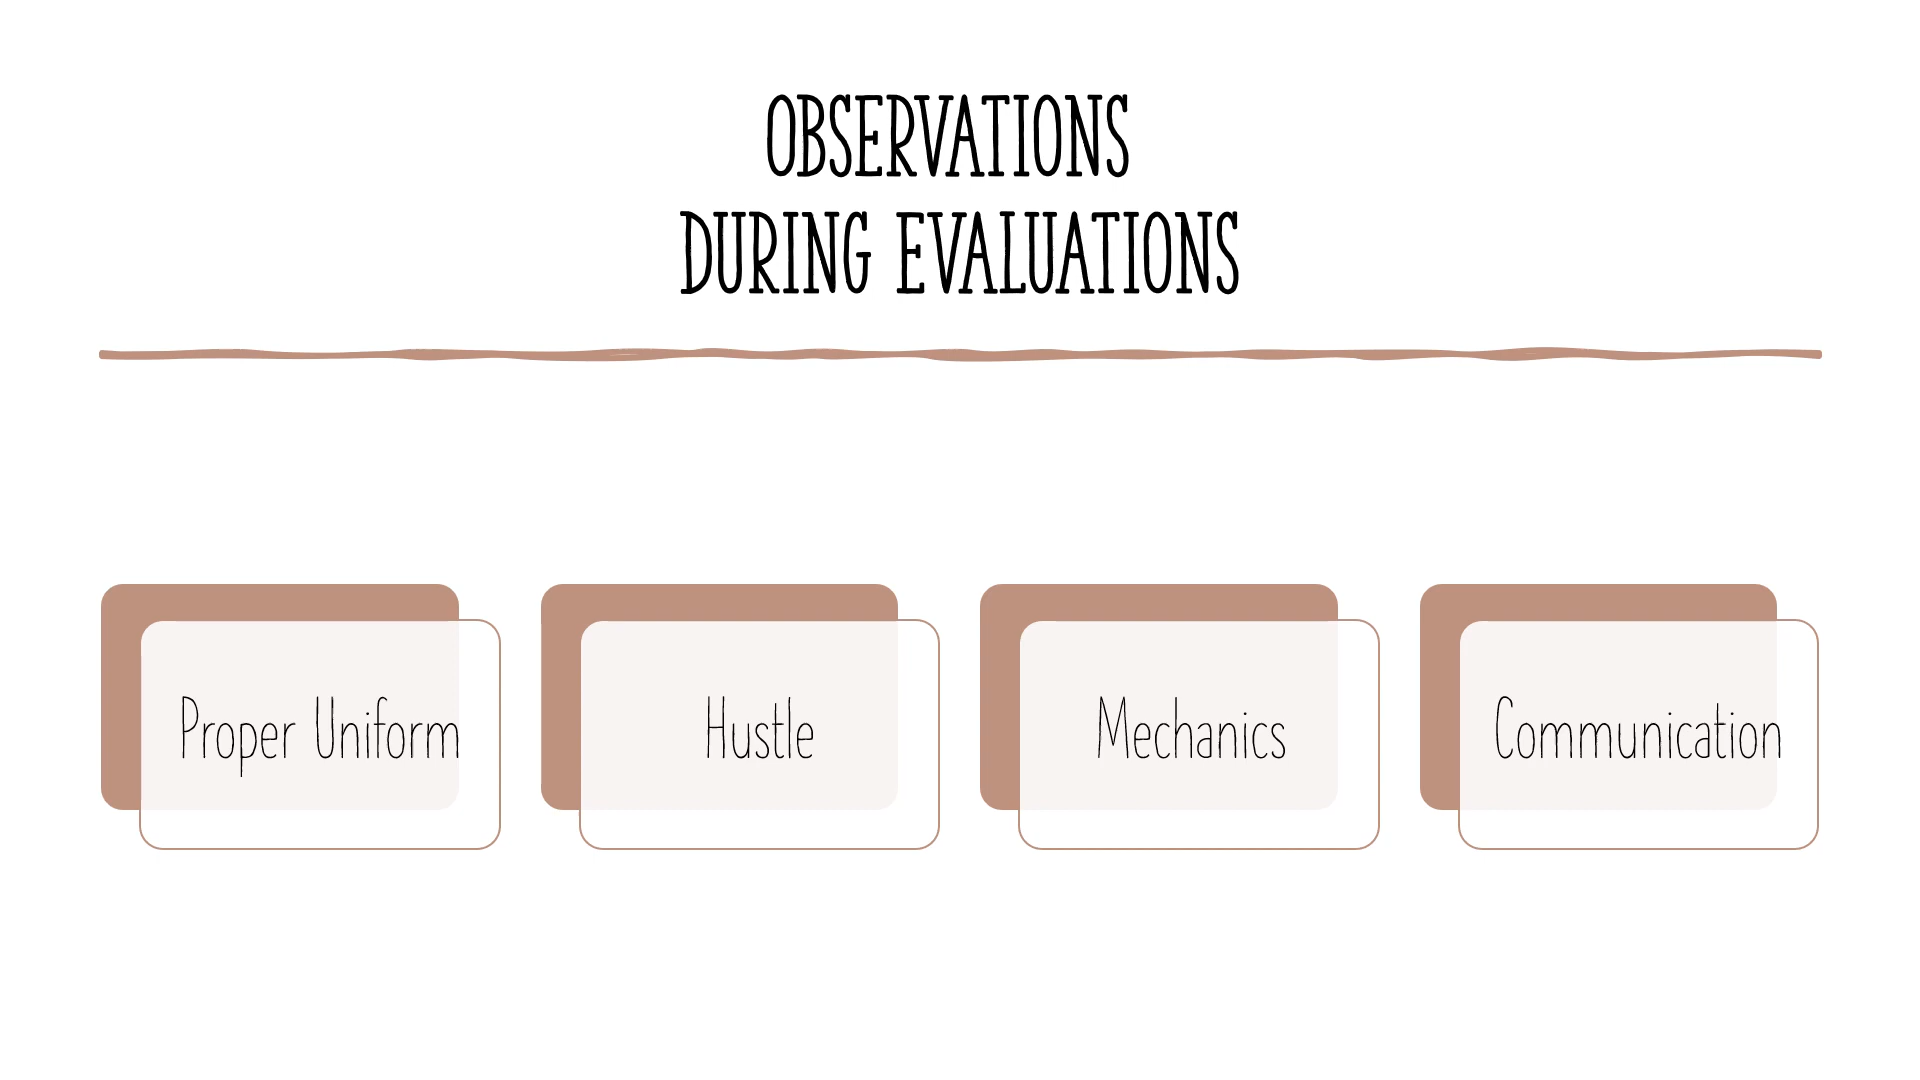 OBSERVATIONS
DURING EVALUATIONS
Proper Uniform
Hustle
Mechanics
Communication